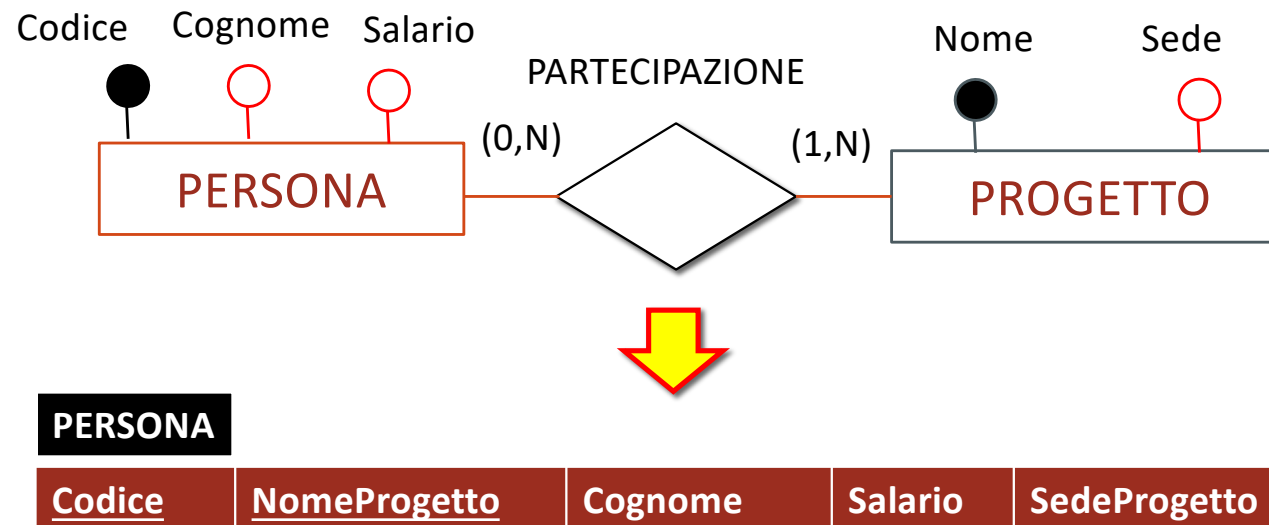 Codice Cognome Salario Nome Sede
PARTECIPAZIONE
(0,N) (1,N)
PERSONA PROGETTO
PERSONA
Codice NomeProgetto Cognome Salario SedeProgetto